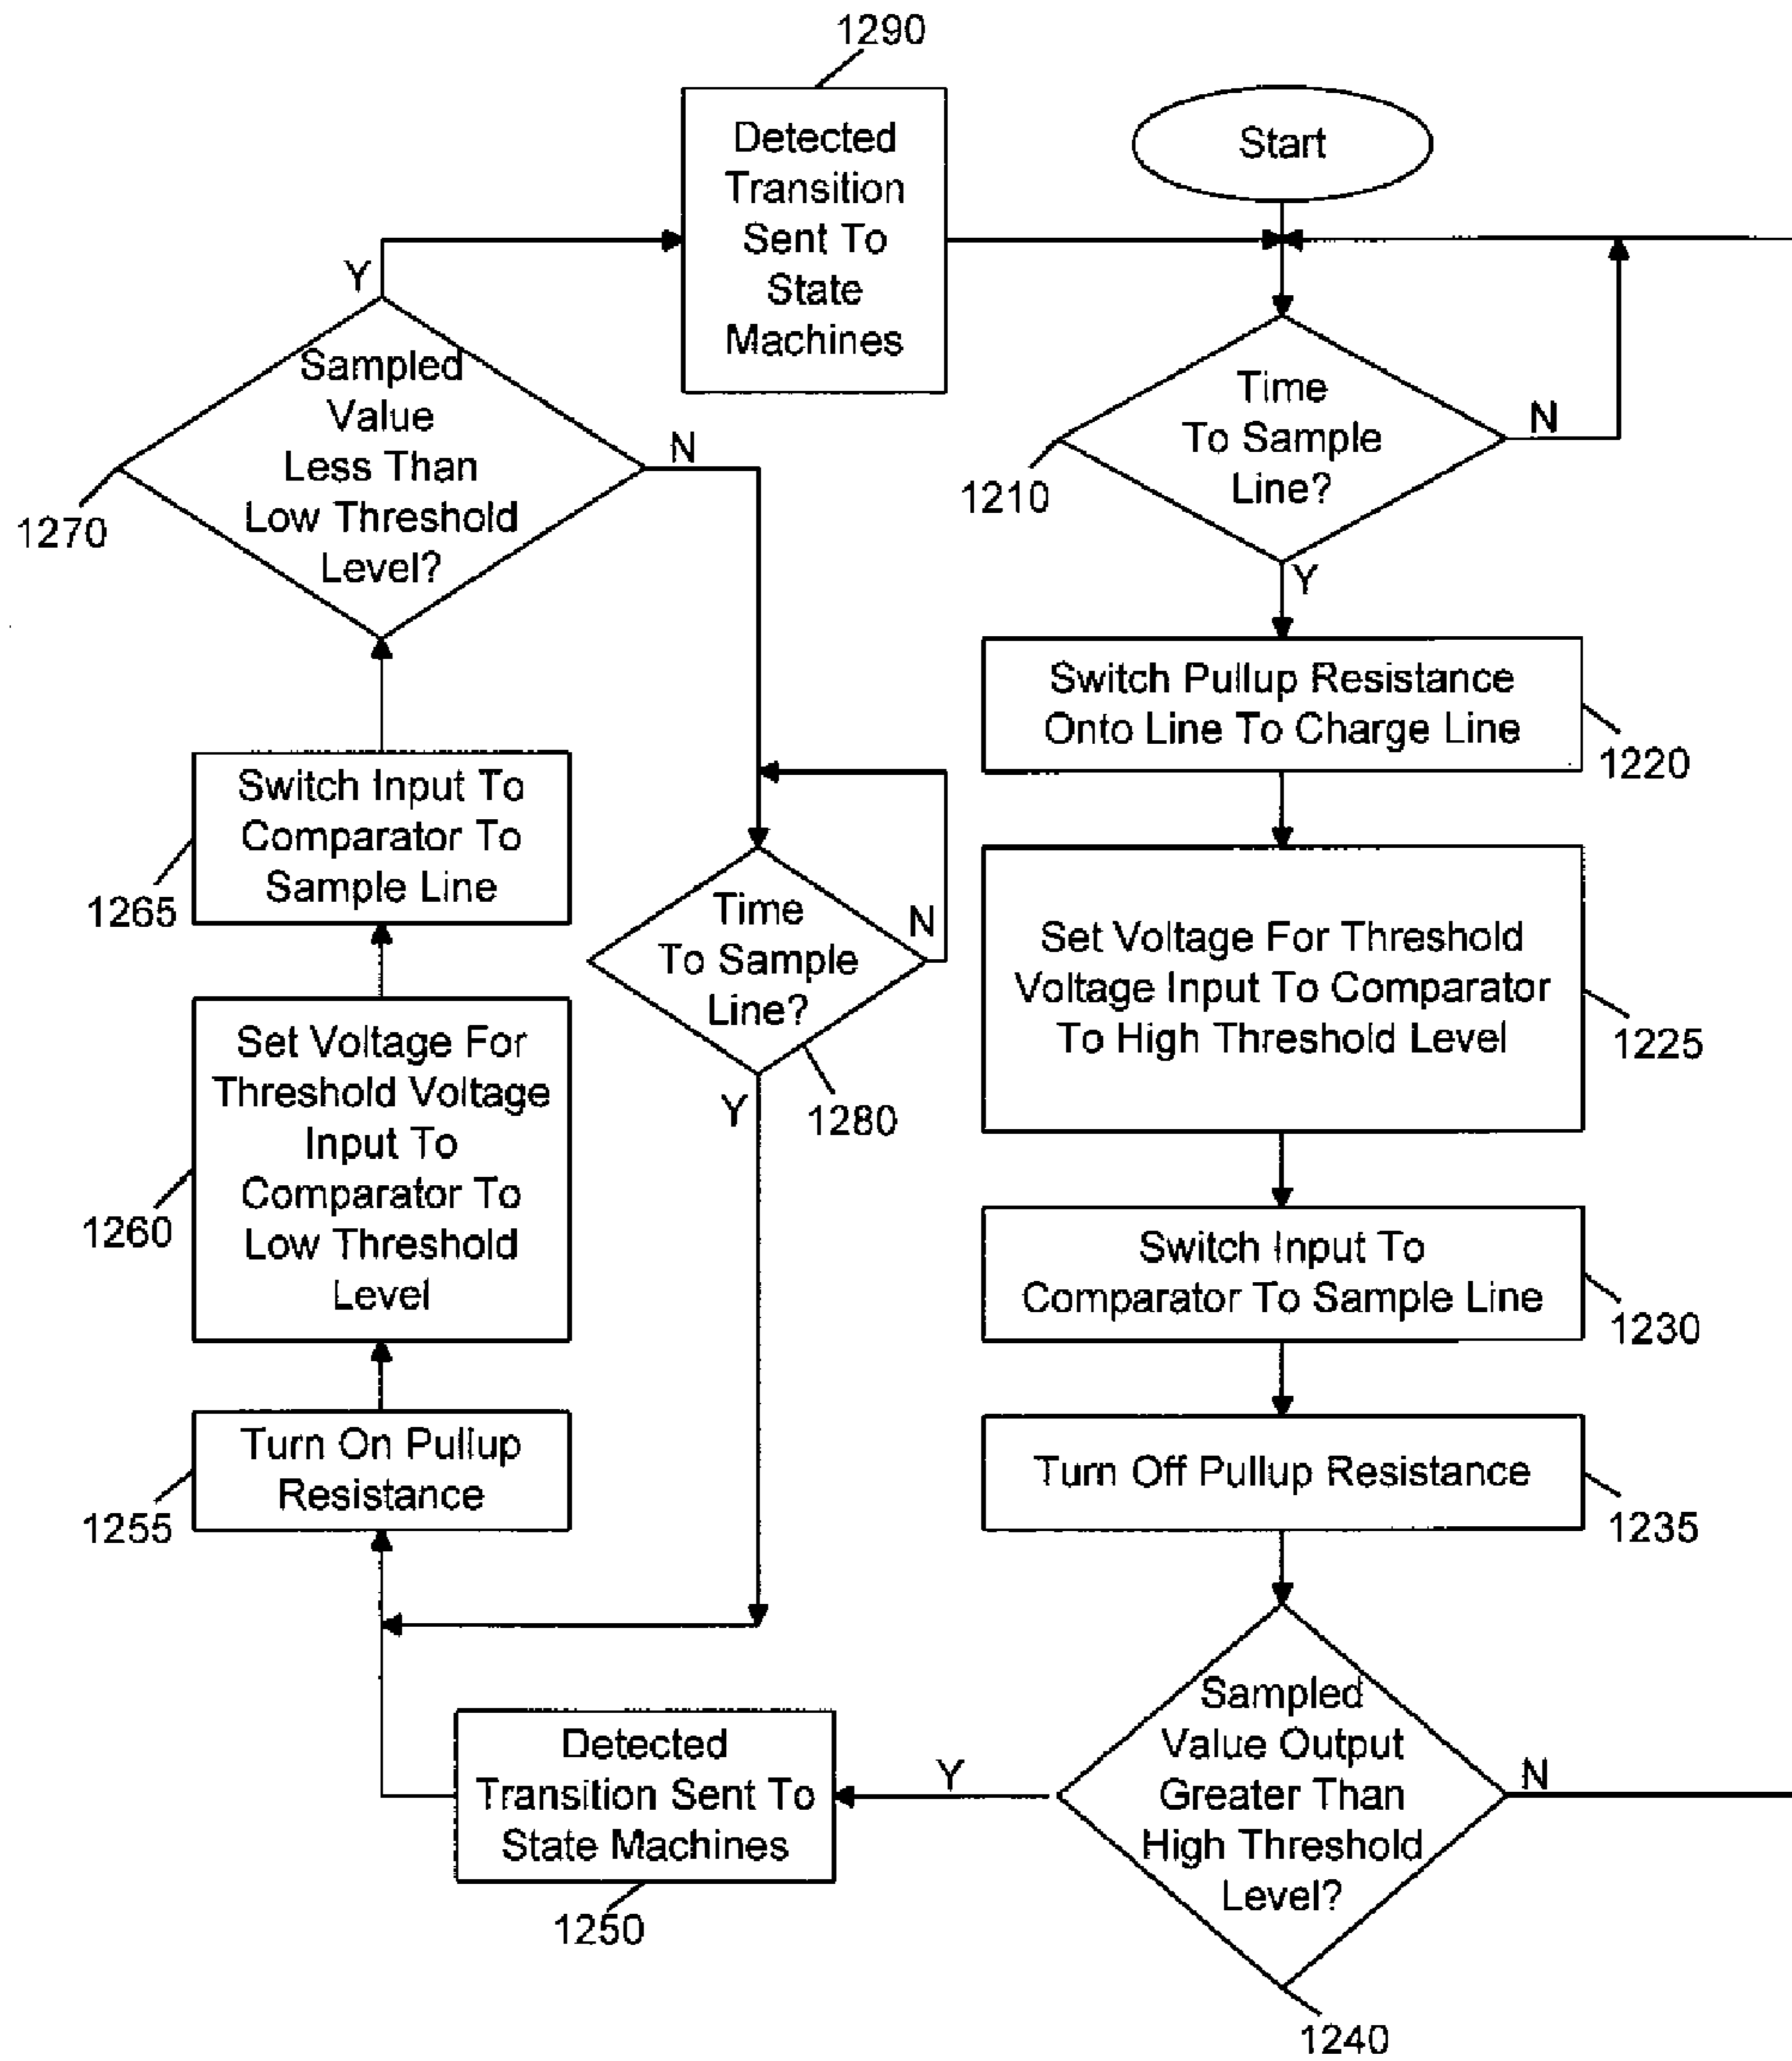 1290
Detected
Transition
Sent To
State
Machines
Start
Y
Sampled
Value
Less Than
Low Threshold
Level?
N
1270
Time
To Sample
Line?
N
1210
Y
Switch Pullup Resistance
Onto Line To Charge Line
1220
Switch Input To
Comparator To
Sample Line
1265
Time
To Sample
Line?
N
Y
1280
Set Voltage For Threshold
Voltage Input To Comparator
To High Threshold Level
1225
Set Voltage For
Threshold Voltage
Input To
Comparator To
Low Threshold
Level
1260
Switch Input To
Comparator To Sample Line
1230
Turn On Pullup
Resistance
1255
Turn Off Pullup Resistance
1235
Detected
Transition Sent To
State Machines
1250
Y
Sampled
Value Output
Greater Than
High Threshold
Level?
N
1240